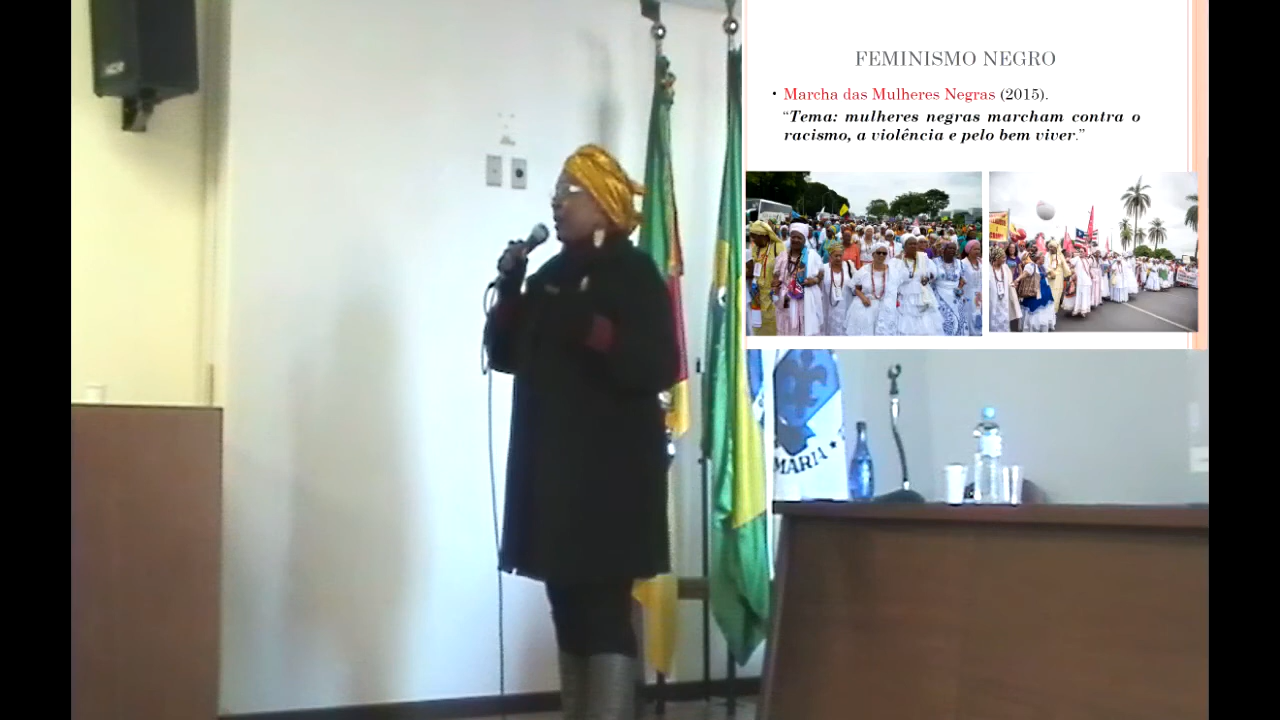 FEMINISMO NEGRO
• Marcha das Mulheres Negras (2015).
“Tema: mulheres negras marcham contra o
racismo, a violência e pelo bem viver.”
MARIA